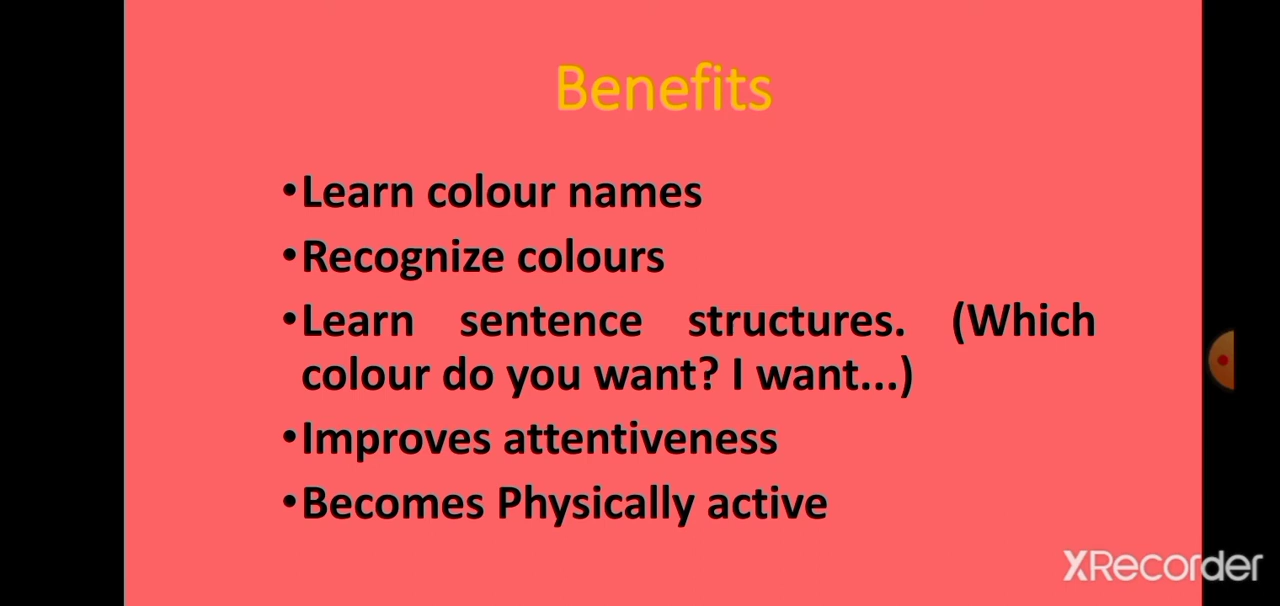 Benefits
•Learn colour names
•Recognize colours
•Learn sentence structures. (Which
colour do you want? I want...)
•Improves attentiveness
•Becomes Physically active
XRecorder